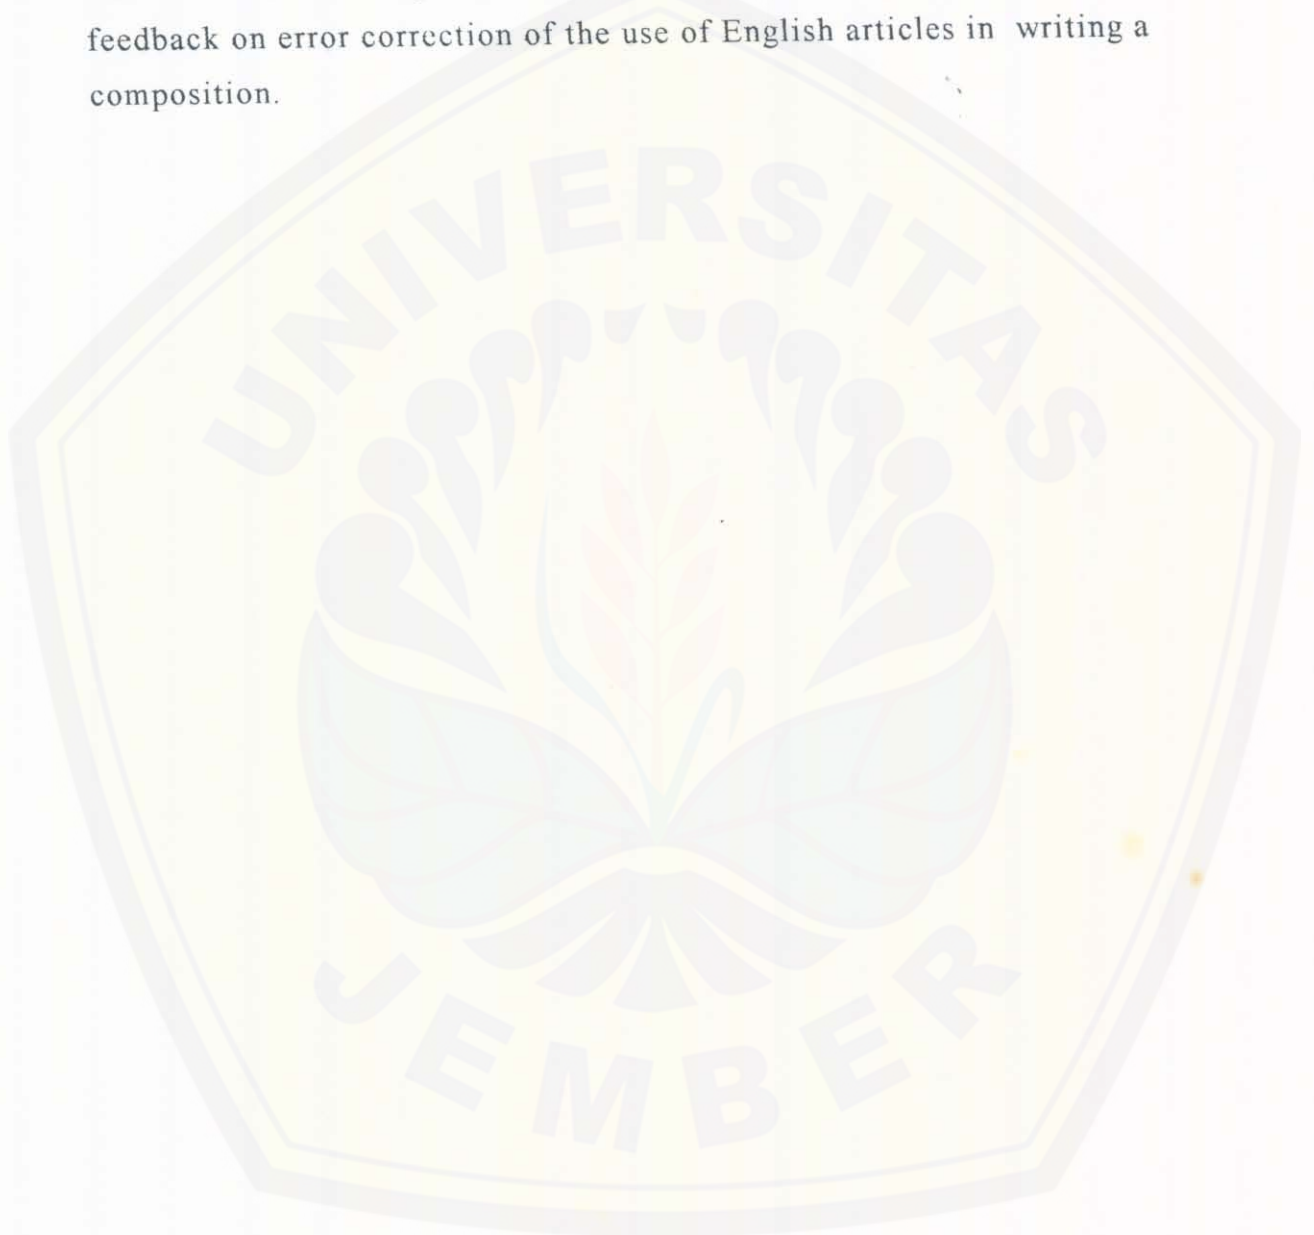 feedback on error correction of the use of English articles in writing a
composition.
UNIVERSITAS
JEMBER